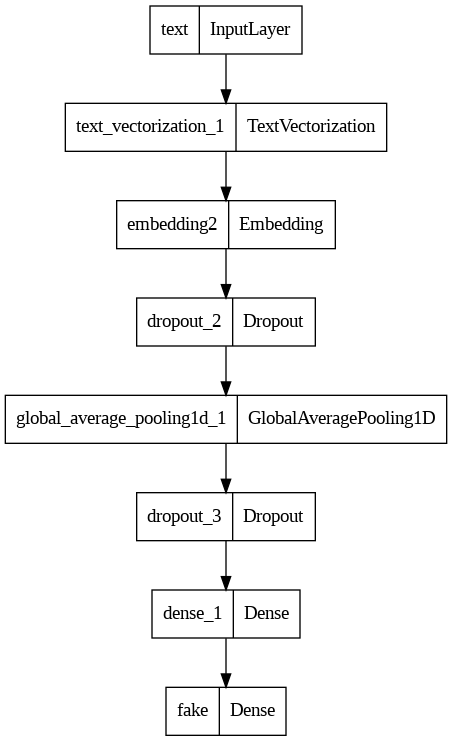 text InputLayer
text_vectorization_1 TextVectorization
embedding2 Embedding
dropout_2 Dropout
global_average_pooling1d_1 GlobalAveragePooling1D
dropout_3 Dropout
dense_1 Dense
fake Dense